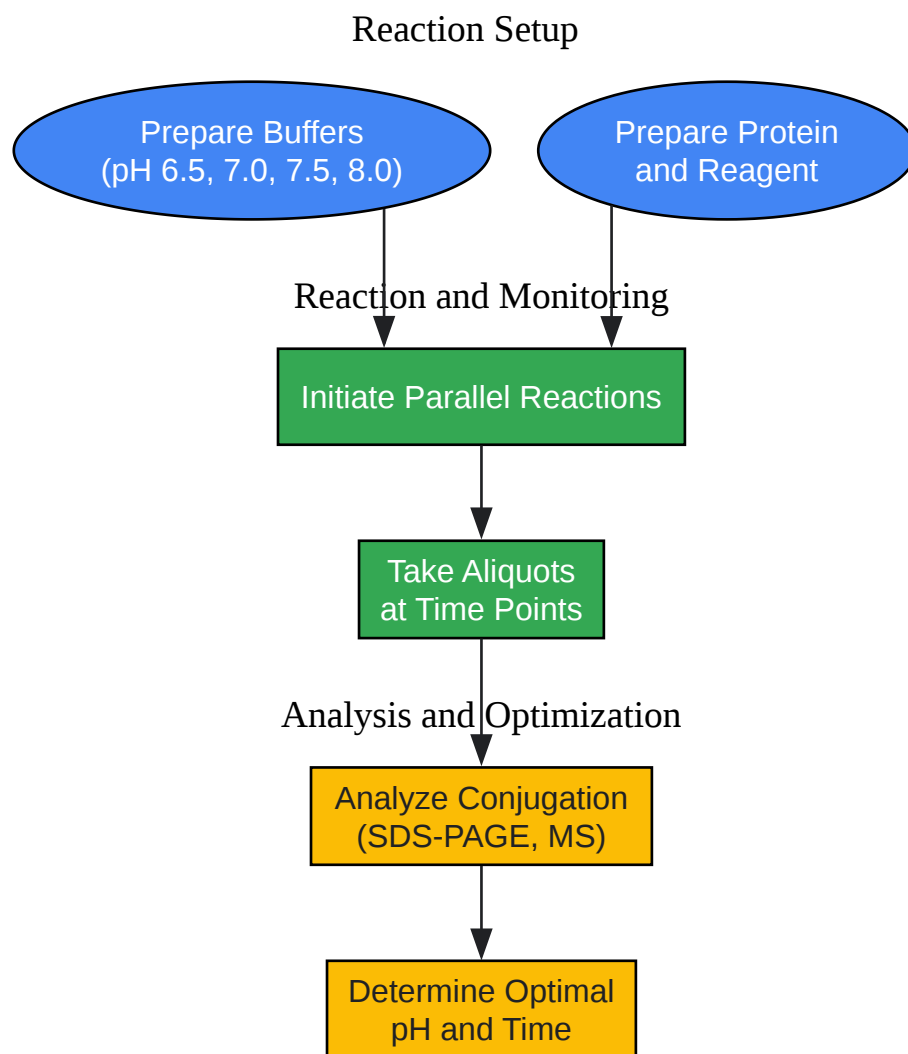 Reaction Setup
Prepare Buffers
(pH 6.5, 7.0, 7.5, 8.0)
Prepare Protein
and Reagent
Reaction and Monitoring
Initiate Parallel Reactions
Take Aliquots
at Time Points
Analysis and Optimization
Analyze Conjugation
(SDS-PAGE, MS)
Determine Optimal
pH and Time